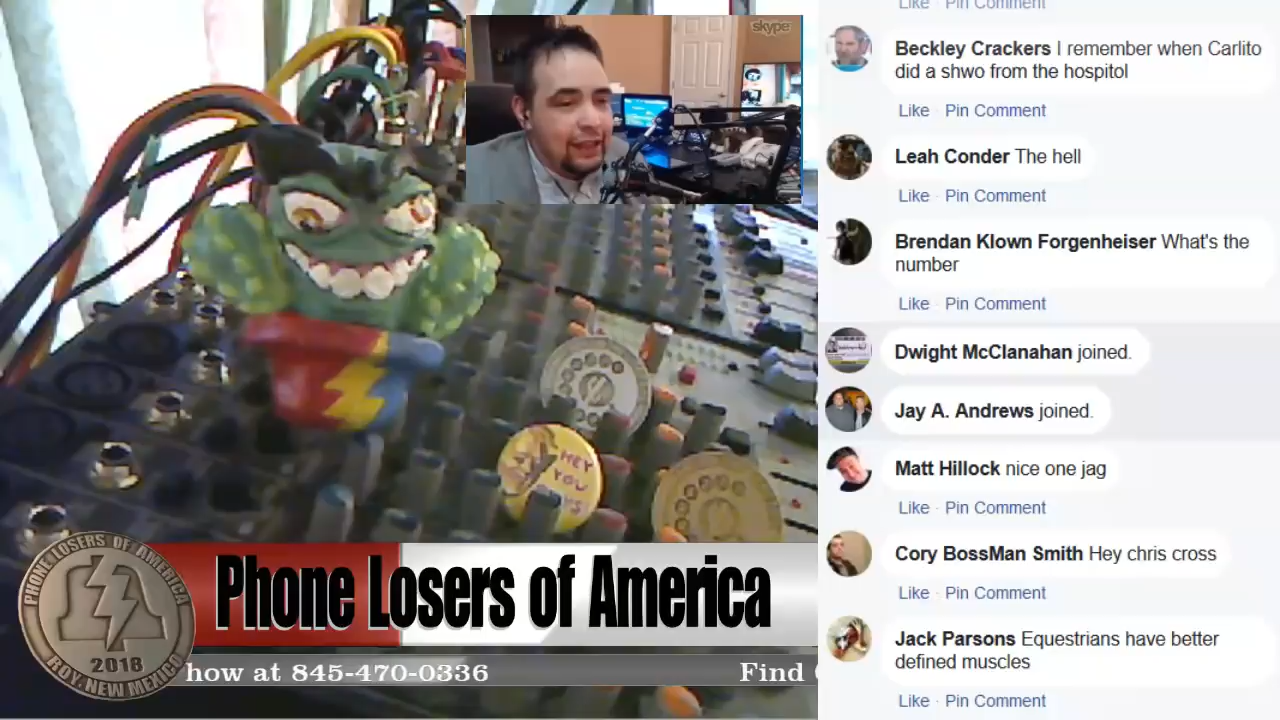 skype
HEY
YOU
Phone Losers of America
PHONE LOSERS OF AMERICA
2018
ROY, NEW MEXICO
how at 845-470-0336
Find
Like · Pin Comment
Beckley Crackers I remember when Carlito
did a shwo from the hospitol
Like · Pin Comment
Leah Conder The hell
Like · Pin Comment
Brendan Klown Forgenheiser What's the
number
Like · Pin Comment
Dwight McClanahan joined.
Jay A. Andrews joined.
Matt Hillock nice one jag
Like · Pin Comment
Cory BossMan Smith Hey chris cross
Like · Pin Comment
Jack Parsons Equestrians have better
defined muscles
Like · Pin Comment